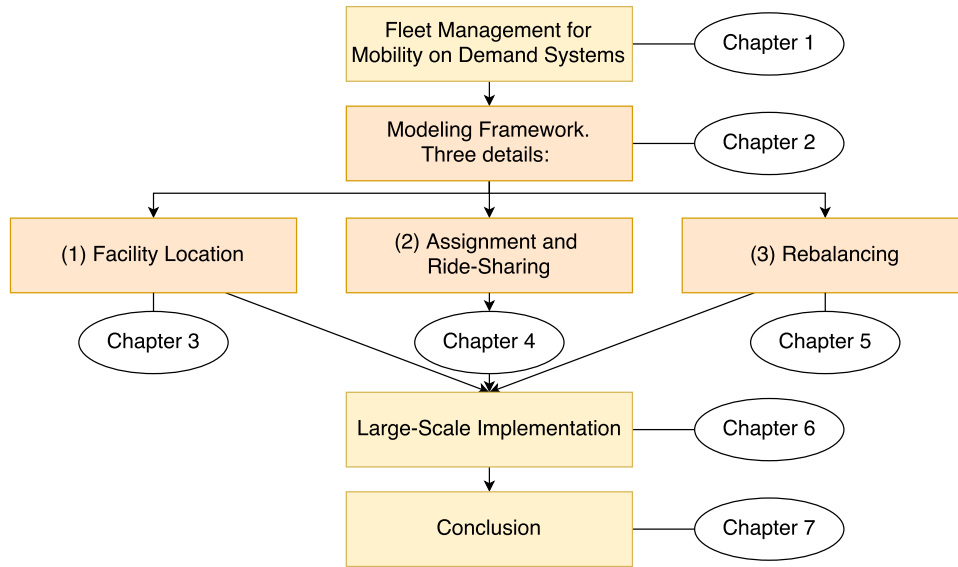 Fleet Management for
Mobility on Demand Systems
Chapter 1
Modeling Framework.
Three details:
Chapter 2
(1) Facility Location
(2) Assignment and
Ride-Sharing
(3) Rebalancing
Chapter 3
Chapter 4
Chapter 5
Large-Scale Implementation
Chapter 6
Conclusion
Chapter 7